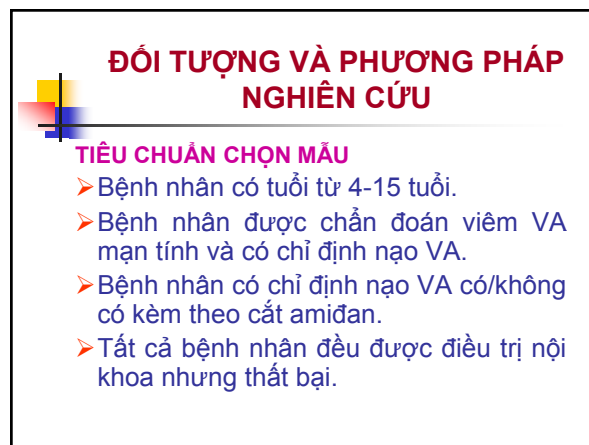 ĐỐI TƯỢNG VÀ PHƯƠNG PHÁP
NGHIÊN CỨU
TIÊU CHUẨN CHỌN MẪU
➢Bệnh nhân có tuổi từ 4-15 tuổi.
➢Bệnh nhân được chẩn đoán viêm VA
mạn tính và có chỉ định nạo VA.
➢Bệnh nhân có chỉ định nạo VA có/không
có kèm theo cắt amiđan.
➢Tất cả bệnh nhân đều được điều trị nội
khoa nhưng thất bại.